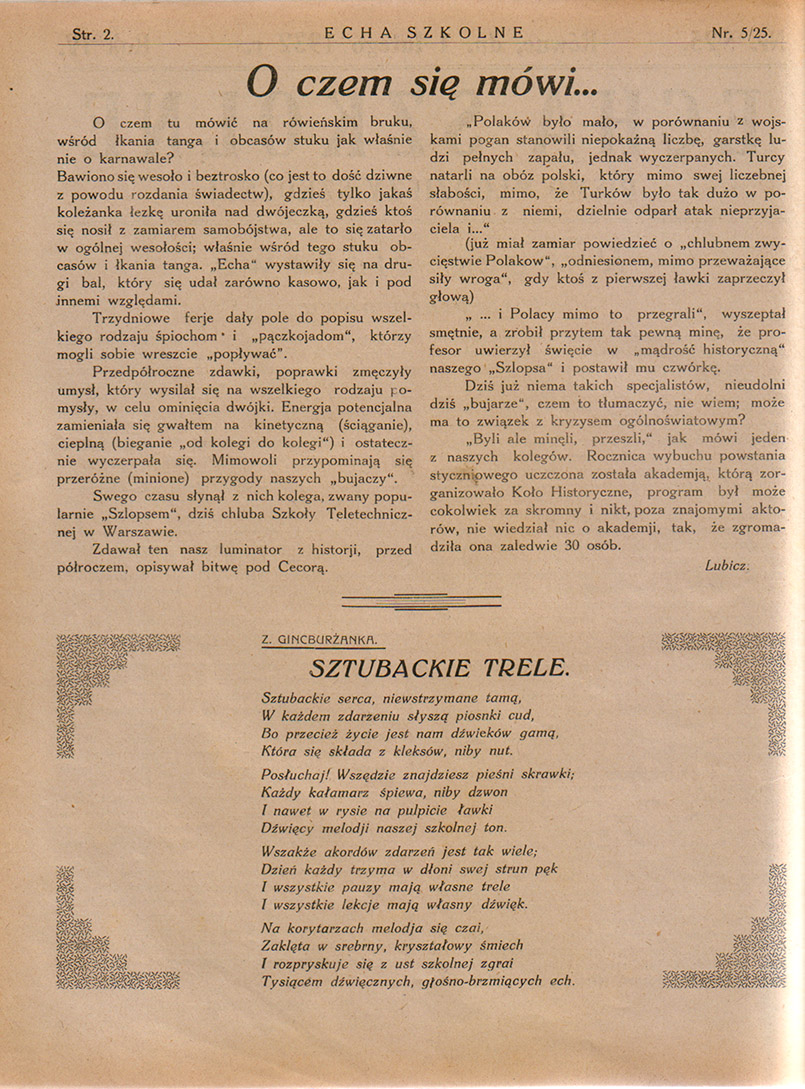 Str. 2.
ECHA SZKOLNE
Nr. 5/25.
O czem się mówi...
O czem tu mówić na rówieńskim bruku,
wśród łkania tanga i obcasów stuku jak właśnie
nie o karnawale?
Bawiono się wesoło i beztrosko (co jest to dość dziwne
z powodu rozdania świadectw), gdzieś tylko jakaś
koleżanka łezkę uroniła nad dwójeczką, gdzieś ktoś
się nosił z zamiarem samobójstwa, ale to się zatarło
w ogólnej wesołości; właśnie wśród tego stuku ob-
casów i łkania tanga. „Echa“ wystawiły się na dru-
gi bal, który się udał zarówno kasowo, jak i pod
innemi względami.
Trzydniowe ferje dały pole do popisu wszel-
kiego rodzaju śpiochom i „pączkojadom“, którzy
mogli sobie wreszcie „popływać”.
Przedpółroczne zdawki, poprawki zmęczyły
umysł, który wysilał się na wszelkiego rodzaju po-
mysły, w celu ominięcia dwójki. Energja potencjalna
zamieniała się gwałtem na kinetyczną (ściąganie),
cieplną (bieganie „od kolegi do kolegi“) i ostatecz-
nie wyczerpała się. Mimowoli przypominają się
przeróżne (minione) przygody naszych „bujaczy“.
Swego czasu słynął z nich kolega, zwany popu-
larnie „Szlopsem“, dziś chluba Szkoły Teletechnicz-
nej w Warszawie.
Zdawał ten nasz luminator z historji, przed
półroczem, opisywał bitwę pod Cecorą.
„Polaków było mało, w porównaniu z wojs-
kami pogan stanowili niepokaźną liczbę, garstkę lu-
dzi pełnych zapału, jednak wyczerpanych. Turcy
natarli na obóz polski, który mimo swej liczebnej
słabości, mimo, że Turków było tak dużo w po-
równaniu z niemi, dzielnie odparł atak nieprzyja-
ciela i...“
(już miał zamiar powiedzieć o „chlubnem zwy-
cięstwie Polakow“, „odniesionem, mimo przeważające
siły wroga“, gdy ktoś z pierwszej ławki zaprzeczył
głową)
„ ... i Polacy mimo to przegrali“, wyszeptał
smętnie, a zrobił przytem tak pewną minę, że pro-
fesor uwierzył święcie w „mądrość historyczną“
naszego „Szlopsa“ i postawił mu czwórkę.
Dziś już niema takich specjalistów, nieudolni
dziś „bujarze“, czem to tłumaczyć, nie wiem; może
ma to związek z kryzysem ogólnoświatowym?
„Byli ale minęli, przeszli,“ jak mówi jeden
z naszych kolegów. Rocznica wybuchu powstania
styczniowego uczczona została akademją, którą zor-
ganizowało Koło Historyczne, program był może
cokolwiek za skromny i nikt, poza znajomymi akto-
rów, nie wiedział nic o akademji, tak, że zgroma-
dziła ona zaledwie 30 osób.
Lubicz.
Z. GINCBURŻANKA.
SZTUBACKIE TRELE.
Sztubackie serca, niewstrzymane tamą,
W każdem zdarzeniu słyszą piosnki cud,
Bo przecież życie jest nam dźwieków gamą,
Która się składa z kleksów, niby nut.
Posłuchaj! Wszędzie znajdziesz pieśni skrawki;
Każdy kałamarz śpiewa, niby dzwon
I nawet w rysie na pulpicie ławki
Dźwięcy melodji naszej szkolnej ton.
Wszakże akordów zdarzeń jest tak wiele;
Dzień każdy trzyma w dłoni swej strun pęk
I wszystkie pauzy mają własne trele
I wszystkie lekcje mają własny dźwięk.
Na korytarzach melodja się czai,
Zaklęta w srebrny, kryształowy śmiech
I rozpryskuje się z ust szkolnej zgrai
Tysiącem dźwięcznych, głośno-brzmiących ech.